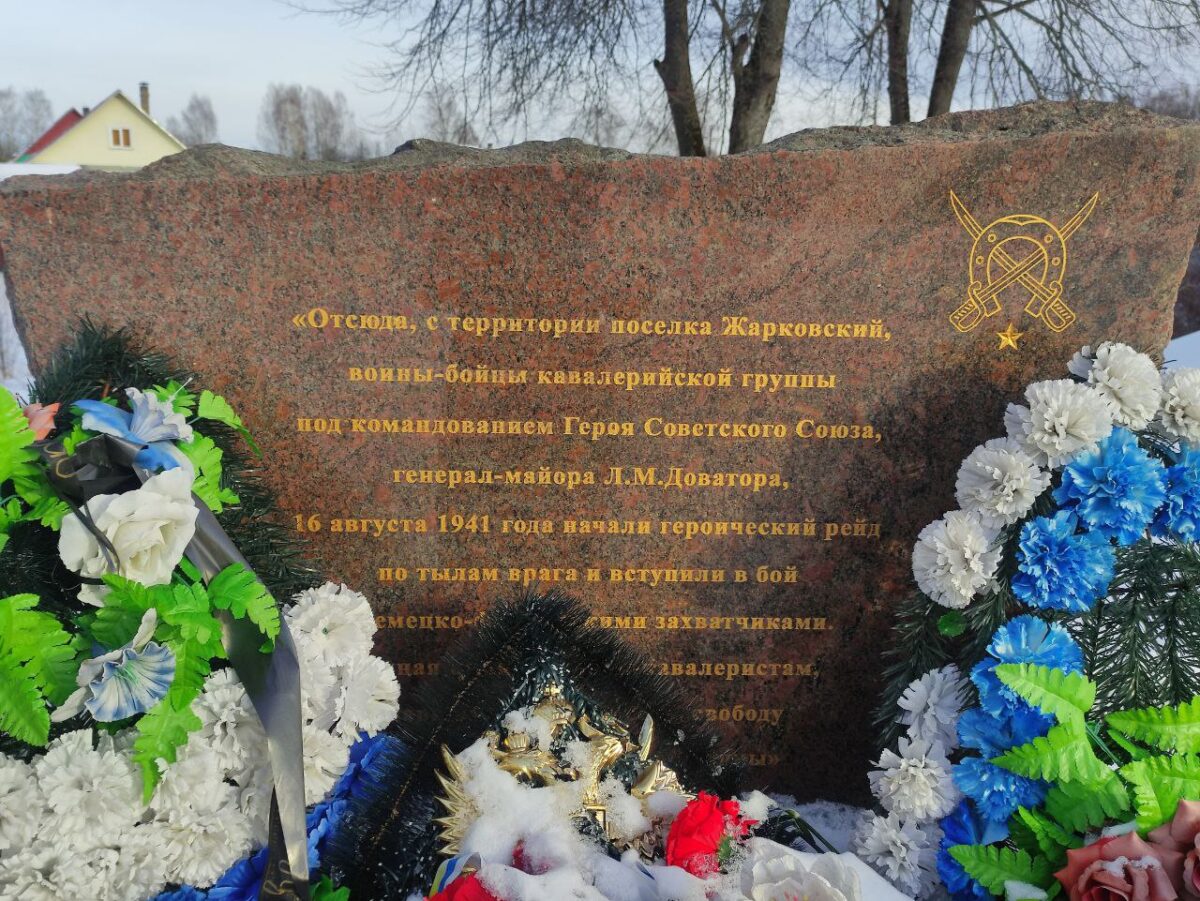 «Отсюда, с территории поселка Жарковский,
воины-бойцы кавалерийской группы
под командованием Героя Советского Союза,
генерал-майора Л.М.Доватора,
16 августа 1941 года начали героический рейд
по тылам врага и вступили в бой
захватчиками.
кавалеристам,
свободу